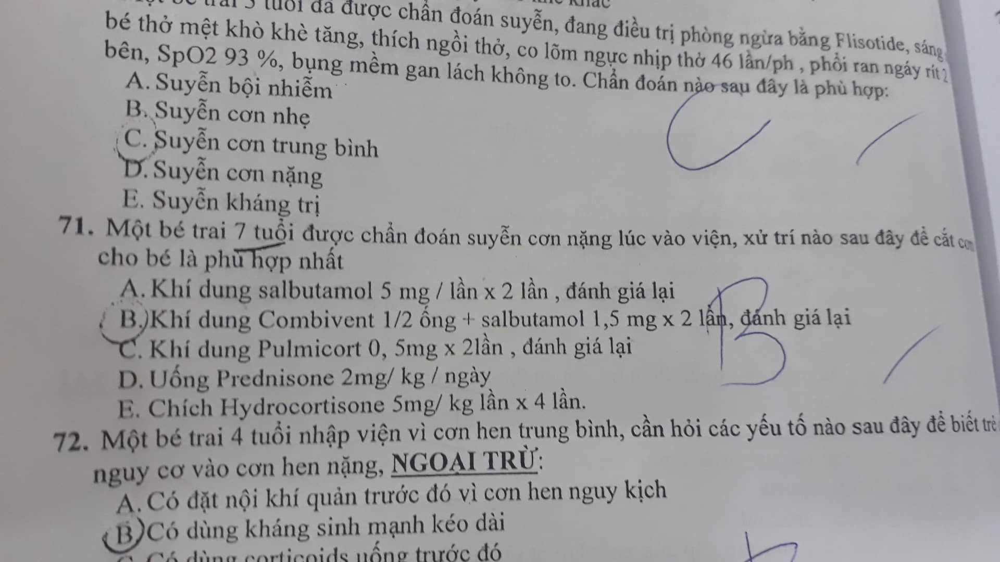 trai 3 tuổi đã được chẩn đoán suyễn, đang điều trị phòng ngừa bằng Flisotide, sáng
bé thở mệt khò khè tăng, thích ngồi thở, co lõm ngực nhịp thở 46 lần/ph , phổi ran ngáy rít 2
bên, SpO2 93 %, bụng mềm gan lách không to. Chẩn đoán nào sau đây là phù hợp:
A. Suyễn bội nhiễm
B. Suyễn cơn nhẹ
C. Suyễn cơn trung bình
D. Suyễn cơn nặng
E. Suyễn kháng trị
C
71. Một bé trai 7 tuổi được chẩn đoán suyễn cơn nặng lúc vào viện, xử trí nào sau đây để cắt cơn
cho bé là phù hợp nhất
A. Khí dung salbutamol 5 mg / lần x 2 lần , đánh giá lại
B. Khí dung Combivent 1/2 ống + salbutamol 1,5 mg x 2 lần, đánh giá lại
C. Khí dung Pulmicort 0, 5mg x 2lần , đánh giá lại
D. Uống Prednisone 2mg/ kg / ngày
E. Chích Hydrocortisone 5mg/ kg lần x 4 lần.
B
72. Một bé trai 4 tuổi nhập viện vì cơn hen trung bình, cần hỏi các yếu tố nào sau đây để biết trẻ
nguy cơ vào cơn hen nặng, NGOẠI TRỪ:
A. Có đặt nội khí quản trước đó vì cơn hen nguy kịch
B. Có dùng kháng sinh mạnh kéo dài
C. Có dùng corticoids uống trước đó